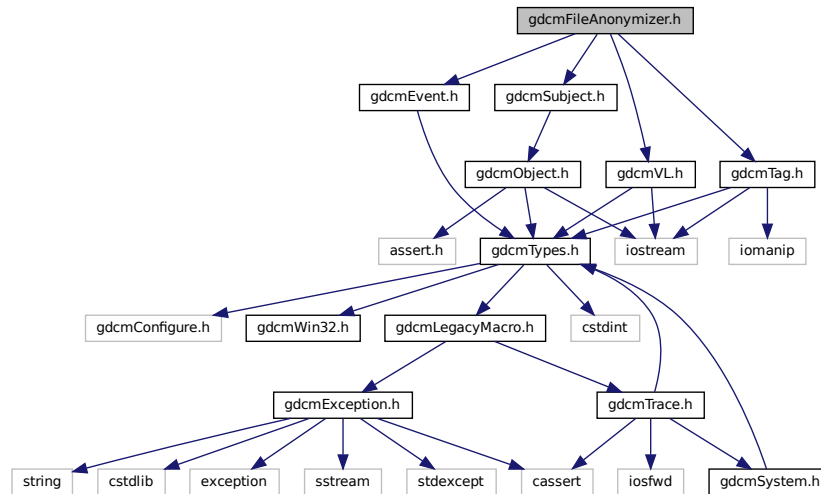 gdcmFileAnonymizer.h
gdcmEvent.h
gdcmSubject.h
gdcmObject.h
gdcmVL.h
gdcmTag.h
assert.h
gdcmTypes.h
iostream
iomanip
gdcmConfigure.h
gdcmWin32.h
gdcmLegacyMacro.h
cstdint
gdcmException.h
gdcmTrace.h
string
cstdlib
exception
sstream
stdexcept
cassert
iosfwd
gdcmSystem.h